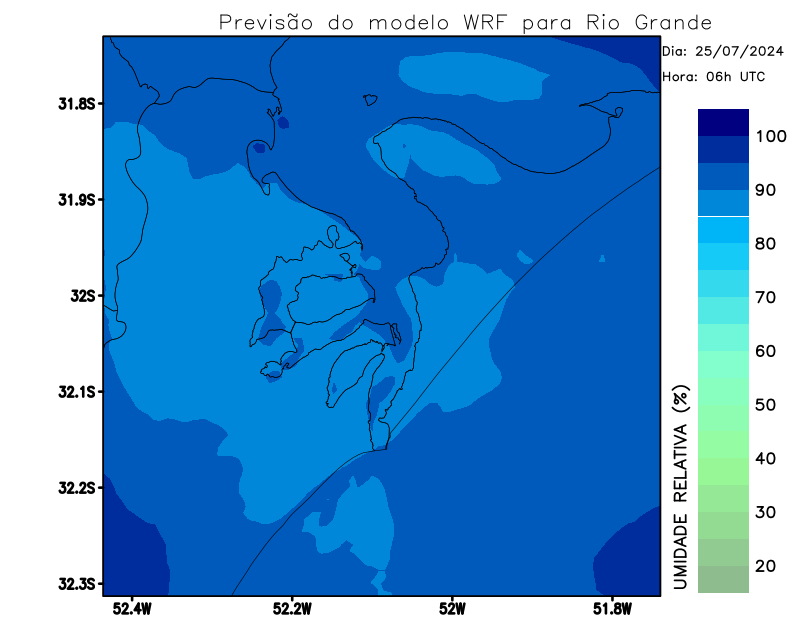 Previsão do modelo WRF para Rio Grande
Dia: 25/07/2024
Hora: 06h UTC
31.8S
31.9S
32S
32.1S
32.2S
32.3S
52.4W 52.2W 52W 51.8W
100
90
80
70
60
50
40
30
20
UMIDADE RELATIVA (%)